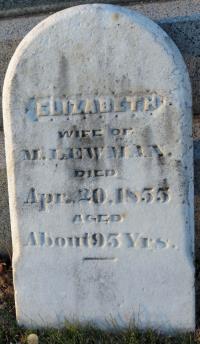 ELIZABETH
WIFE OF
M. LEWMAN.
DIED
Apr. 20, 1855
AGED
About 95 Yrs.